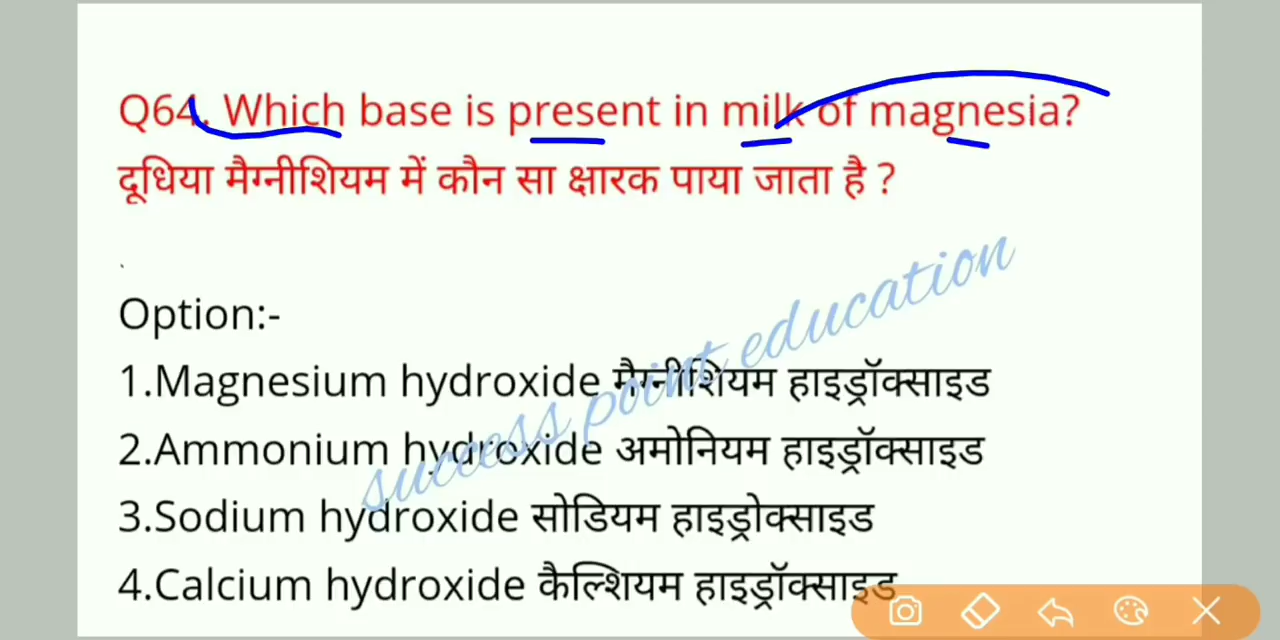 Q64. Which base is present in milk of magnesia?
दूधिया मैग्नीशियम में कौन सा क्षारक पाया जाता है ?
Option:-
1.Magnesium hydroxide मैग्नीशियम हाइड्रॉक्साइड
2.Ammonium hydroxide अमोनियम हाइड्रॉक्साइड
3.Sodium hydroxide सोडियम हाइड्रोक्साइड
4.Calcium hydroxide कैल्शियम हाइड्रॉक्साइड
success point education